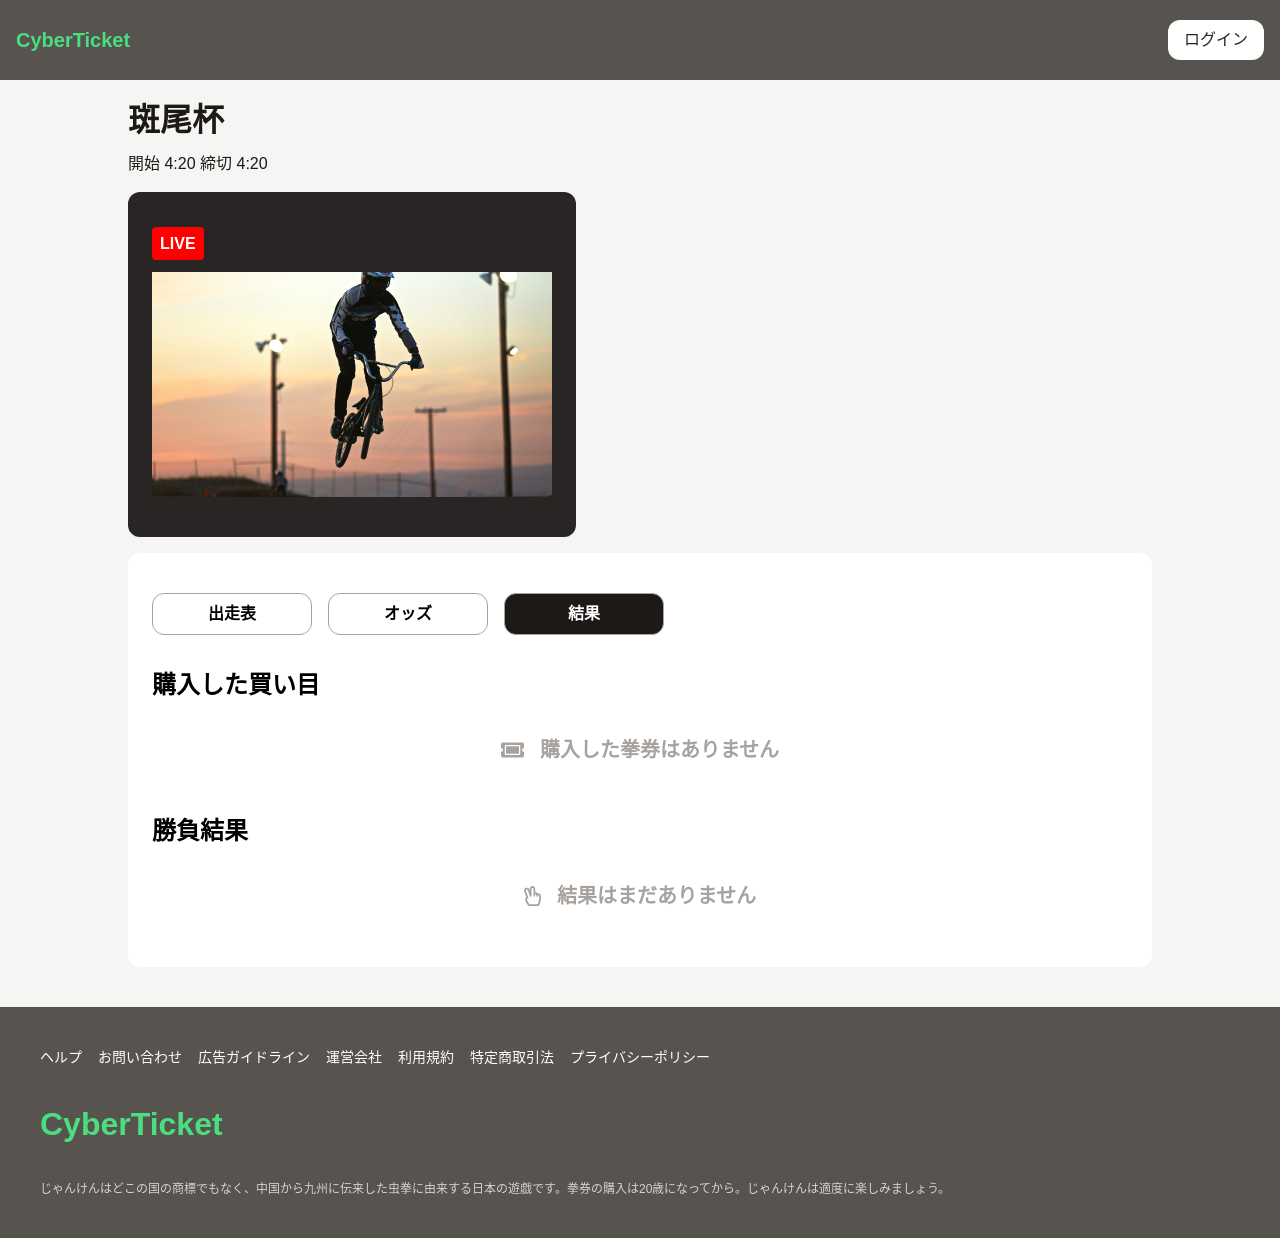 CyberTicket
ログイン
斑尾杯
開始 4:20 締切 4:20
LIVE
出走表
オッズ
結果
購入した買い目
購入した拳券はありません
勝負結果
結果はまだありません
ヘルプ お問い合わせ 広告ガイドライン 運営会社 利用規約 特定商取引法 プライバシーポリシー
CyberTicket
じゃんけんはどこの国の商標でもなく、中国から九州に伝来した虫拳に由来する日本の遊戯です。拳券の購入は20歳になってから。じゃんけんは適度に楽しみましょう。